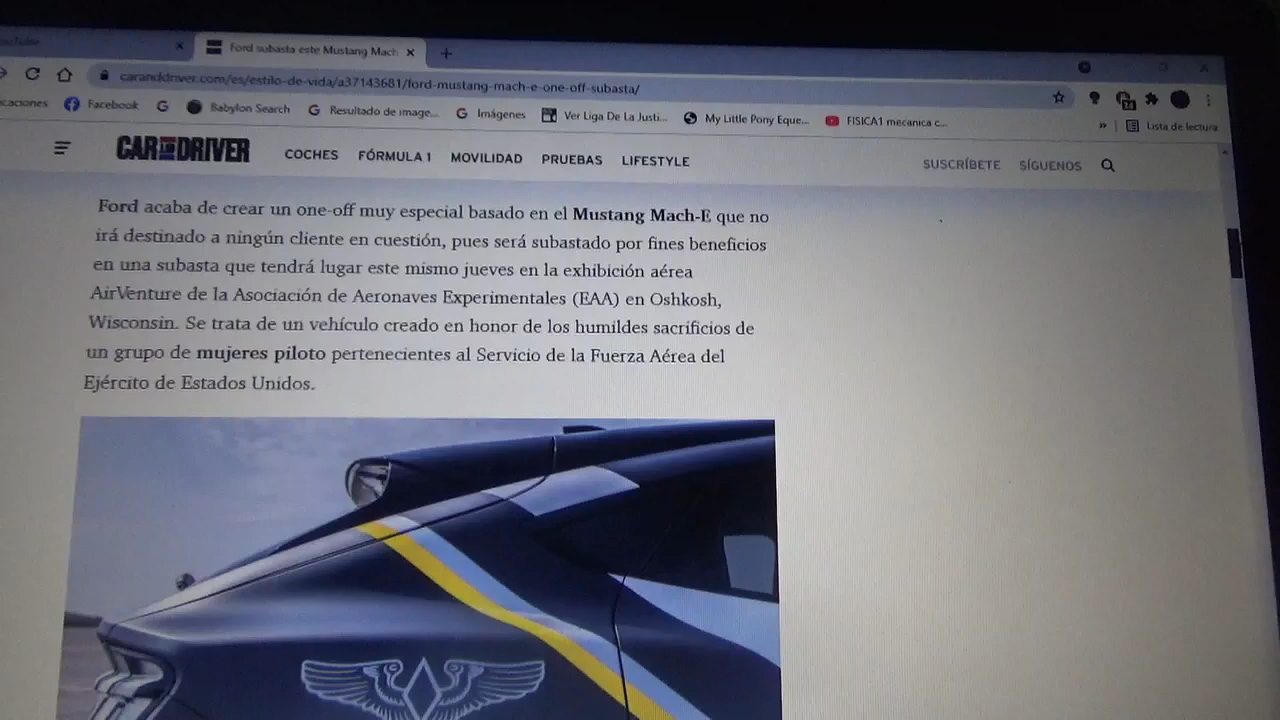 Ford subasta este Mustang Mach
caranddriver.com/es/estilo-de-vida/a37143681/ford-mustang-mach-e-one-off-subasta/
Facebook
Babylon Search
Resultado de image...
Imágenes
Ver Liga De La Justi...
My Little Pony Eque...
FISICA1 mecanica c...
»
Lista de lectura
CAR AND DRIVER
COCHES
FÓRMULA 1
MOVILIDAD
PRUEBAS
LIFESTYLE
SUSCRÍBETE
SÍGUENOS
Ford acaba de crear un one-off muy especial basado en el Mustang Mach-E que no
irá destinado a ningún cliente en cuestión, pues será subastado por fines beneficios
en una subasta que tendrá lugar este mismo jueves en la exhibición aérea
AirVenture de la Asociación de Aeronaves Experimentales (EAA) en Oshkosh,
Wisconsin. Se trata de un vehículo creado en honor de los humildes sacrificios de
un grupo de mujeres piloto pertenecientes al Servicio de la Fuerza Aérea del
Ejército de Estados Unidos.